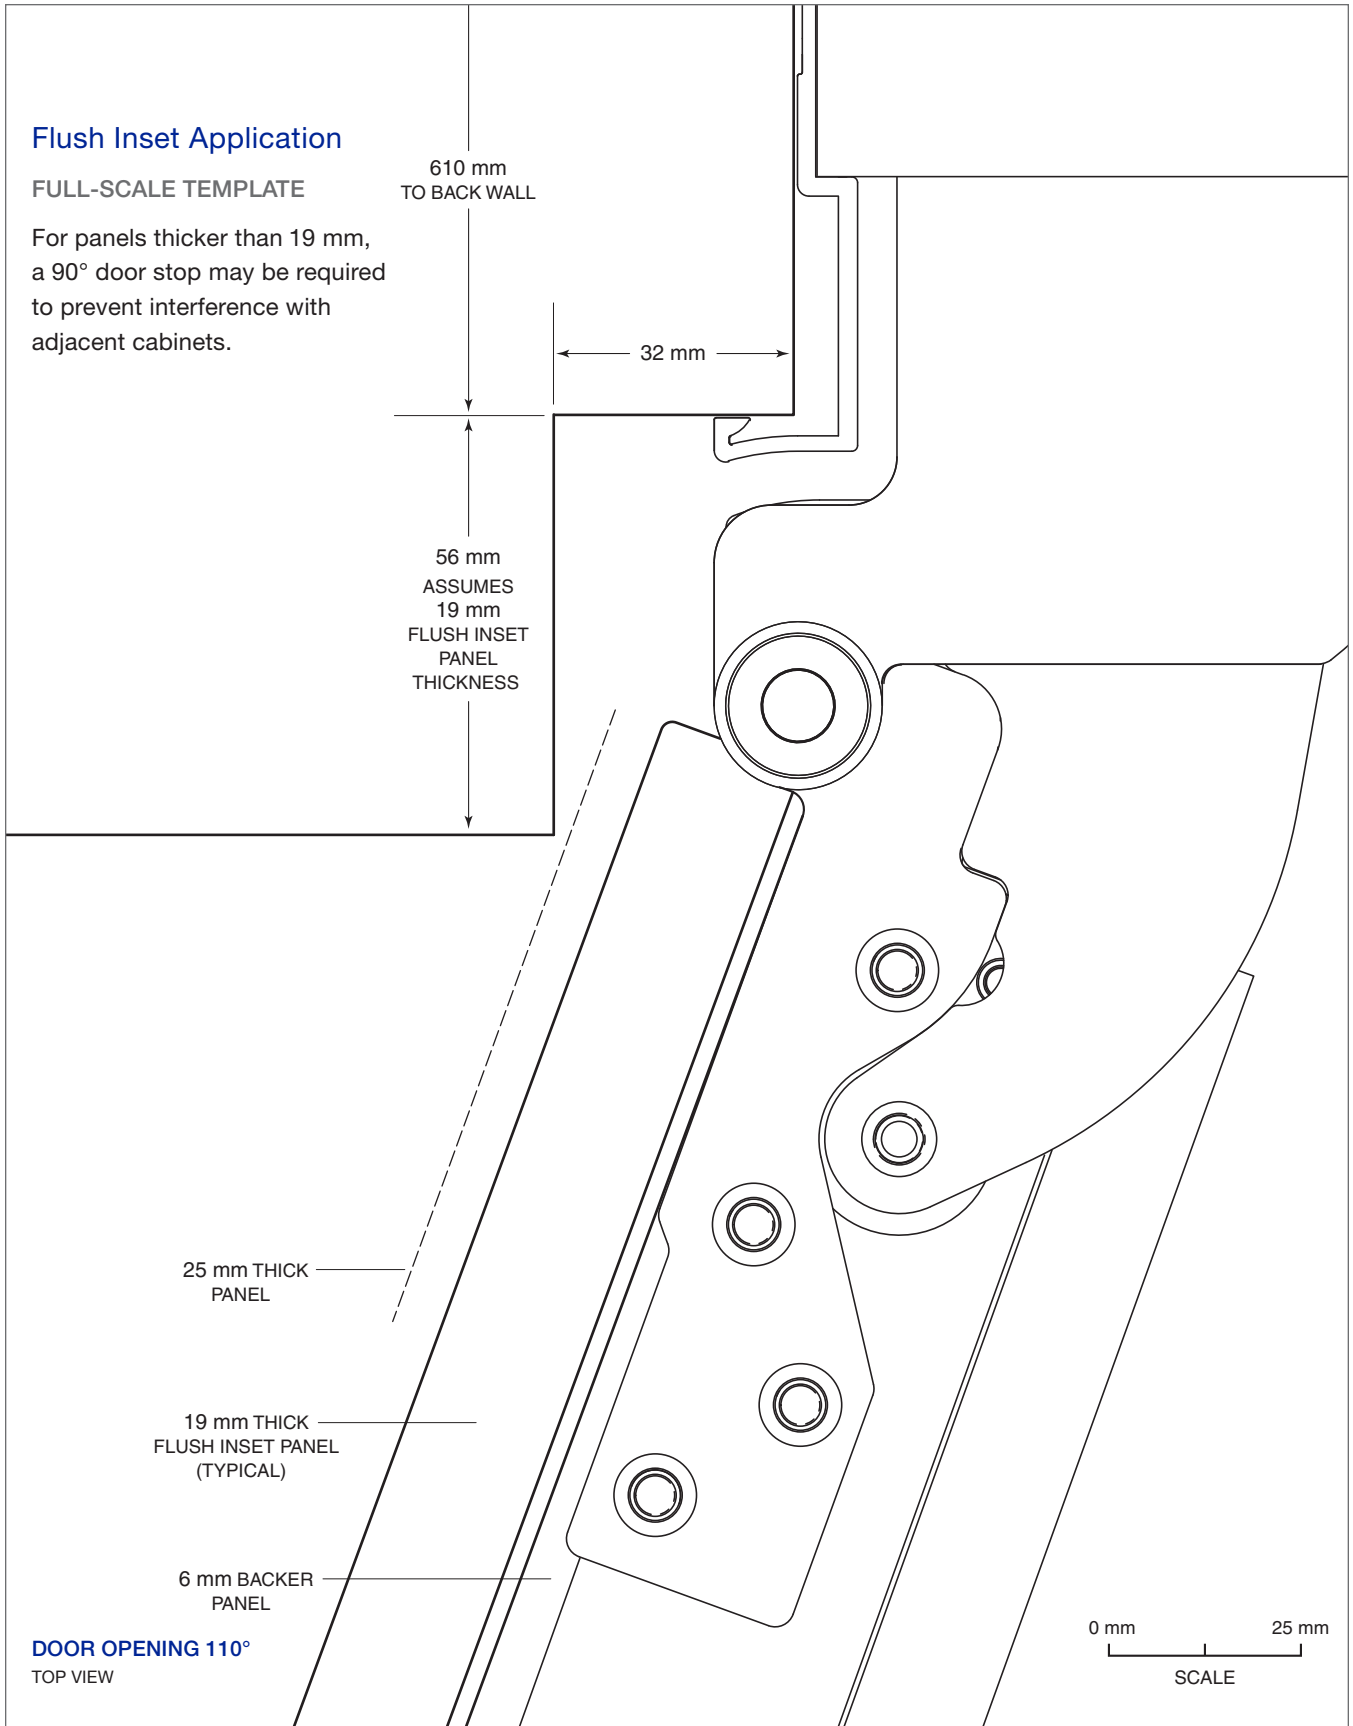 Flush Inset Application
FULL-SCALE TEMPLATE
For panels thicker than 19 mm,
a 90° door stop may be required
to prevent interference with
adjacent cabinets.
610 mm
TO BACK WALL
32 mm
56 mm
ASSUMES
19 mm
FLUSH INSET
PANEL
THICKNESS
25 mm THICK
PANEL
19 mm THICK
FLUSH INSET PANEL
(TYPICAL)
6 mm BACKER
PANEL
DOOR OPENING 110°
TOP VIEW
0 mm
25 mm
SCALE